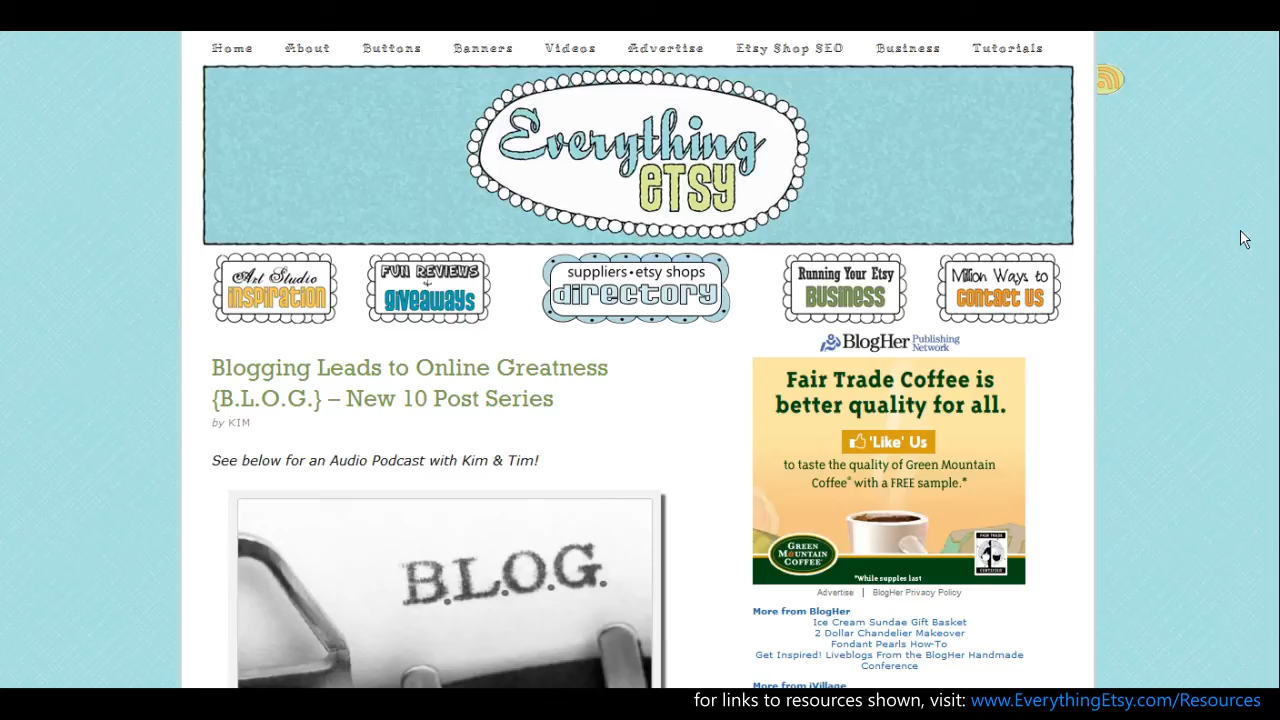 Home About Buttons Banners Videos Advertise Etsy Shop SEO Business Tutorials
Everything
etsy
Art Studio
inspiration
FUN REVIEWS
+
giveaways
suppliers•etsy shops
directory
Running Your Etsy
BUSINESS
Million Ways to
CONTACT US
Blogging Leads to Online Greatness
{B.L.O.G.} – New 10 Post Series
by KIM
See below for an Audio Podcast with Kim & Tim!
B.L.O.G.
BlogHer Publishing
Network
Fair Trade Coffee is
better quality for all.
'Like' Us
to taste the quality of Green Mountain
Coffee® with a FREE sample.*
GREEN
MOUNTAIN
COFFEE®
FAIR TRADE
CERTIFIED
*While supplies last
Advertise | BlogHer Privacy Policy
More from BlogHer
Ice Cream Sundae Gift Basket
2 Dollar Chandelier Makeover
Fondant Pearls How-To
Get Inspired! Liveblogs From the BlogHer Handmade
Conference
More from iVillage
for links to resources shown, visit: www.EverythingEtsy.com/Resources